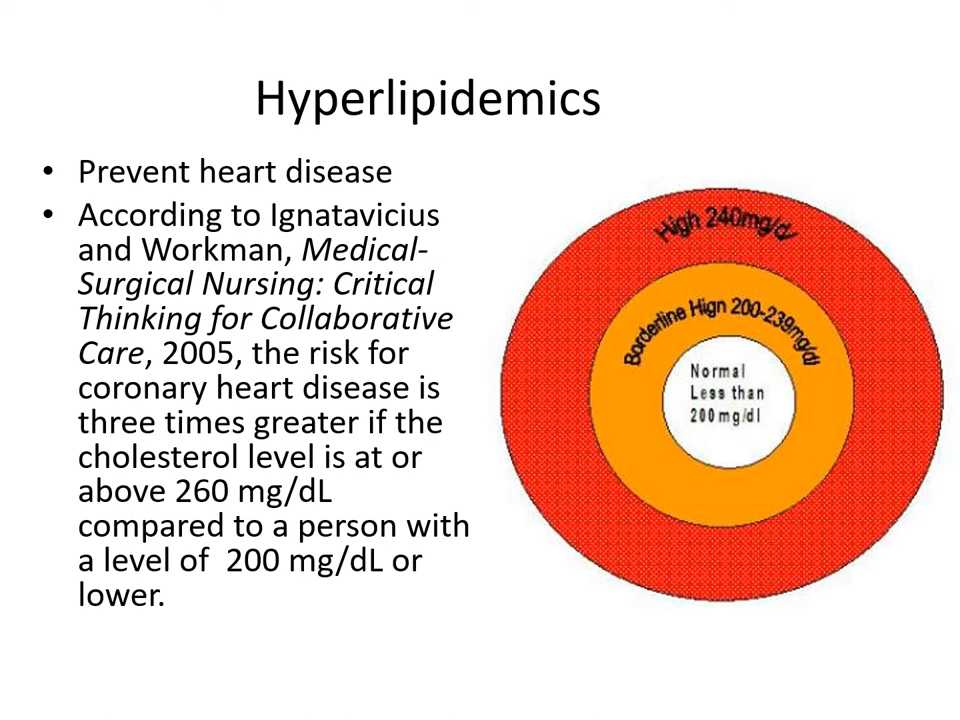 Hyperlipidemics
• Prevent heart disease
• According to Ignatavicius
and Workman, Medical-
Surgical Nursing: Critical
Thinking for Collaborative
Care, 2005, the risk for
coronary heart disease is
three times greater if the
cholesterol level is at or
above 260 mg/dL
compared to a person with
a level of  200 mg/dL or
lower.
High 240mg/dl
Borderline Hign 200-239mg/dl
Normal
Less than
200 mg/dl